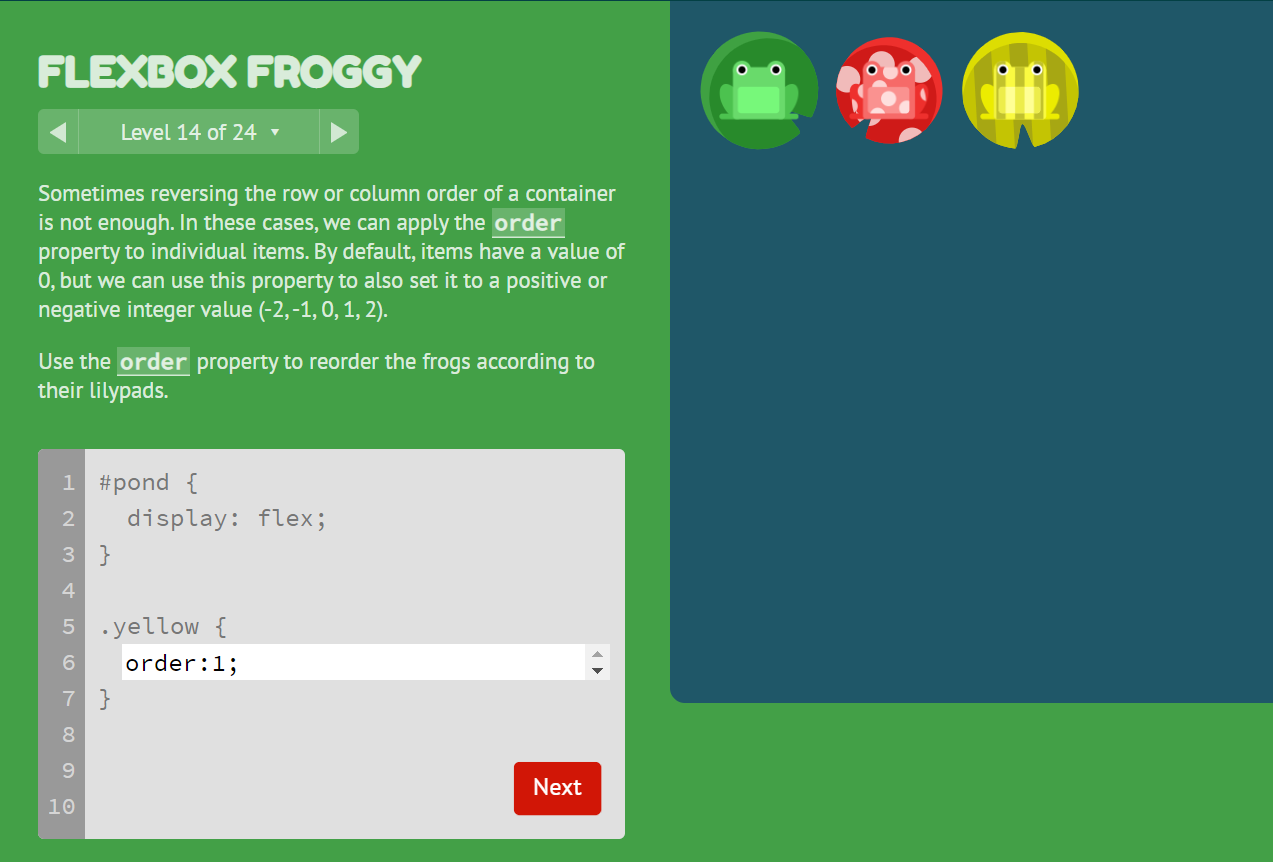 FLEXBOX FROGGY
Level 14 of 24
Sometimes reversing the row or column order of a container
is not enough. In these cases, we can apply the order
property to individual items. By default, items have a value of
0, but we can use this property to also set it to a positive or
negative integer value (-2, -1, 0, 1, 2).
Use the order property to reorder the frogs according to
their lilypads.
1 #pond {
2 display: flex;
3 }
4
5 .yellow {
6 order:1;
7 }
8
9
10
Next